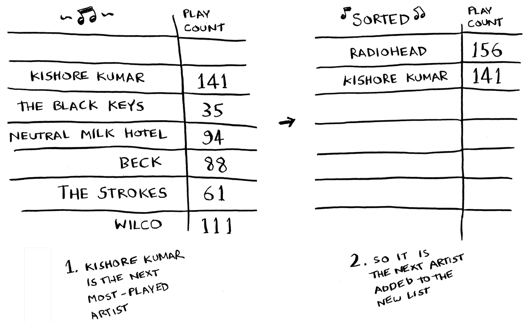 ~♫~ PLAY COUNT
KISHORE KUMAR 141
THE BLACK KEYS 35
NEUTRAL MILK HOTEL 94
BECK 88
THE STROKES 61
WILCO 111
1. KISHORE KUMAR
IS THE NEXT
MOST-PLAYED
ARTIST
SORTED PLAY COUNT
RADIOHEAD 156
KISHORE KUMAR 141
2. SO IT IS
THE NEXT ARTIST
ADDED TO THE
NEW LIST